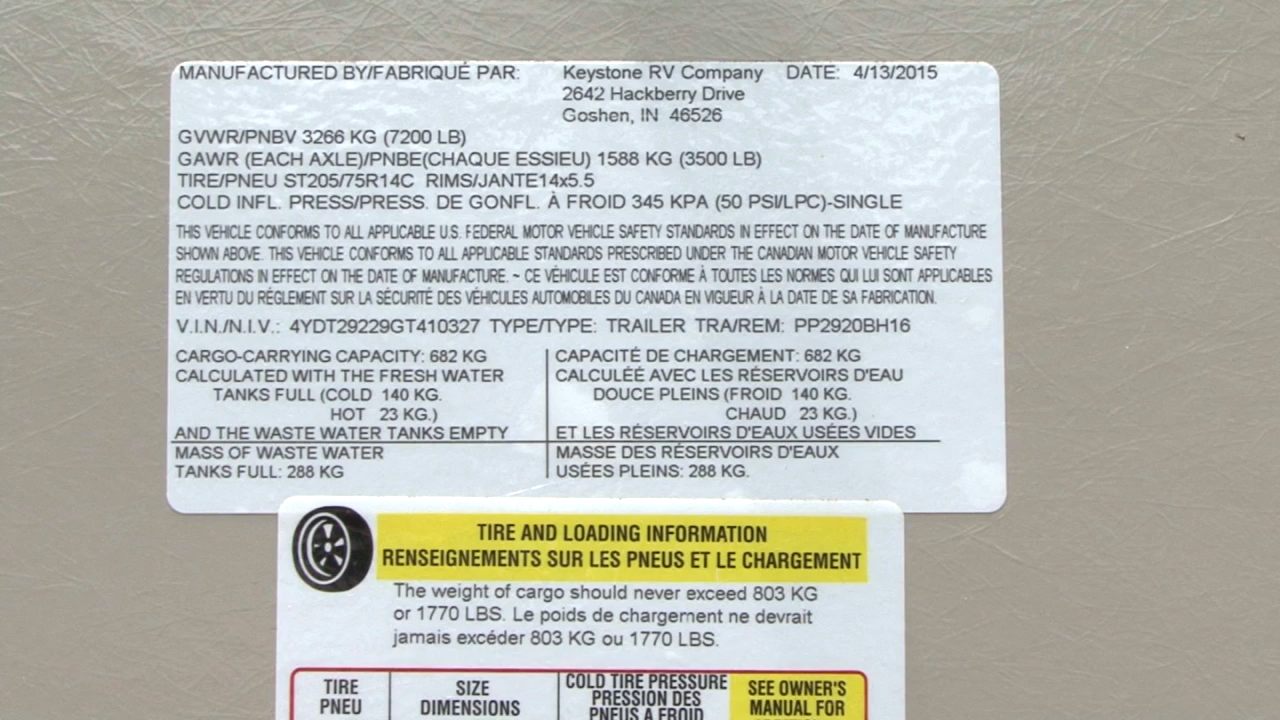 MANUFACTURED BY/FABRIQUÉ PAR: Keystone RV Company DATE: 4/13/2015
2642 Hackberry Drive
Goshen, IN 46526
GVWR/PNBV 3266 KG (7200 LB)
GAWR (EACH AXLE)/PNBE(CHAQUE ESSIEU) 1588 KG (3500 LB)
TIRE/PNEU ST205/75R14C RIMS/JANTE14x5.5
COLD INFL. PRESS/PRESS. DE GONFL. À FROID 345 KPA (50 PSI/LPC)-SINGLE
THIS VEHICLE CONFORMS TO ALL APPLICABLE U.S. FEDERAL MOTOR VEHICLE SAFETY STANDARDS IN EFFECT ON THE DATE OF MANUFACTURE
SHOWN ABOVE. THIS VEHICLE CONFORMS TO ALL APPLICABLE STANDARDS PRESCRIBED UNDER THE CANADIAN MOTOR VEHICLE SAFETY
REGULATIONS IN EFFECT ON THE DATE OF MANUFACTURE. ~ CE VÉHICULE EST CONFORME À TOUTES LES NORMES QUI LUI SONT APPLICABLES
EN VERTU DU RÉGLEMENT SUR LA SÉCURITÉ DES VÉHICULES AUTOMOBILES DU CANADA EN VIGUEUR À LA DATE DE SA FABRICATION.
V.I.N./N.I.V.: 4YDT29229GT410327 TYPE/TYPE: TRAILER TRA/REM: PP2920BH16
CARGO-CARRYING CAPACITY: 682 KG
CALCULATED WITH THE FRESH WATER
TANKS FULL (COLD 140 KG.
HOT 23 KG.)
AND THE WASTE WATER TANKS EMPTY
MASS OF WASTE WATER
TANKS FULL: 288 KG
CAPACITÉ DE CHARGEMENT: 682 KG
CALCULÉÉ AVEC LES RÉSERVOIRS D'EAU
DOUCE PLEINS (FROID 140 KG.
CHAUD 23 KG.)
ET LES RÉSERVOIRS D'EAUX USÉES VIDES
MASSE DES RÉSERVOIRS D'EAUX
USÉES PLEINS: 288 KG.
TIRE AND LOADING INFORMATION
RENSEIGNEMENTS SUR LES PNEUS ET LE CHARGEMENT
The weight of cargo should never exceed 803 KG
or 1770 LBS. Le poids de chargement ne devrait
jamais excéder 803 KG ou 1770 LBS.
TIRE
PNEU
SIZE
DIMENSIONS
COLD TIRE PRESSURE
PRESSION DES
PNEUS A FROID
SEE OWNER'S
MANUAL FOR